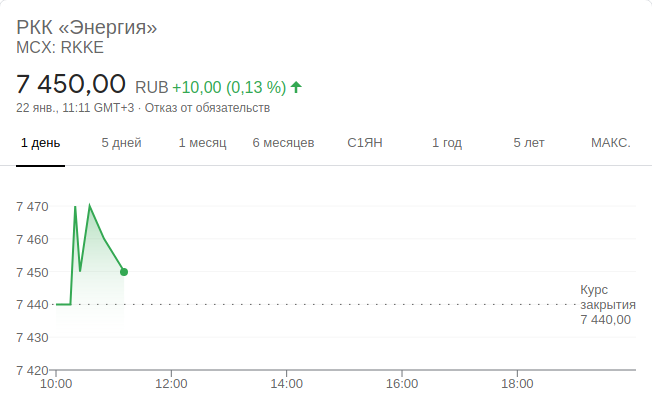 РКК «Энергия»
MCX: RKKE
7 450,00 RUB +10,00 (0,13 %)
22 янв., 11:11 GMT+3 · Отказ от обязательств
1 день 5 дней 1 месяц 6 месяцев С1ЯН 1 год 5 лет МАКС.
7 470
7 460
7 450
7 440
7 430
7 420
Курс
закрытия
7 440,00
10:00 12:00 14:00 16:00 18:00